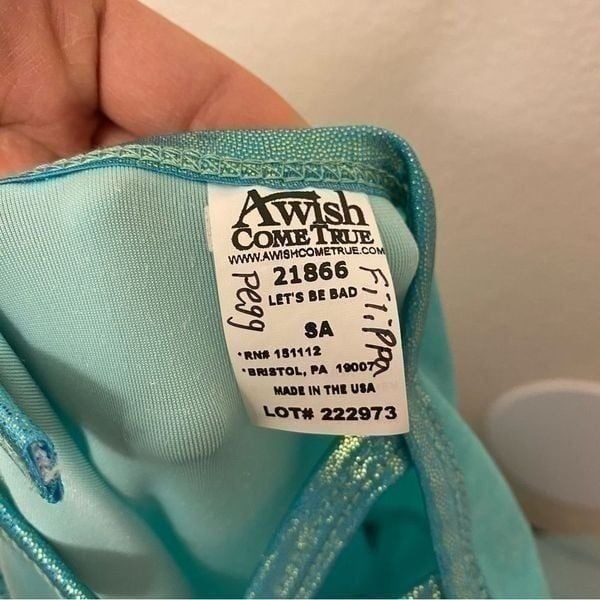 Awish
COME TRUE
WWW.AWISHCOMETRUE.COM
21866
LET'S BE BAD
SA
*RN# 151112
*BRISTOL, PA 19007
MADE IN THE USA
LOT# 222973
Pegg
Filippa